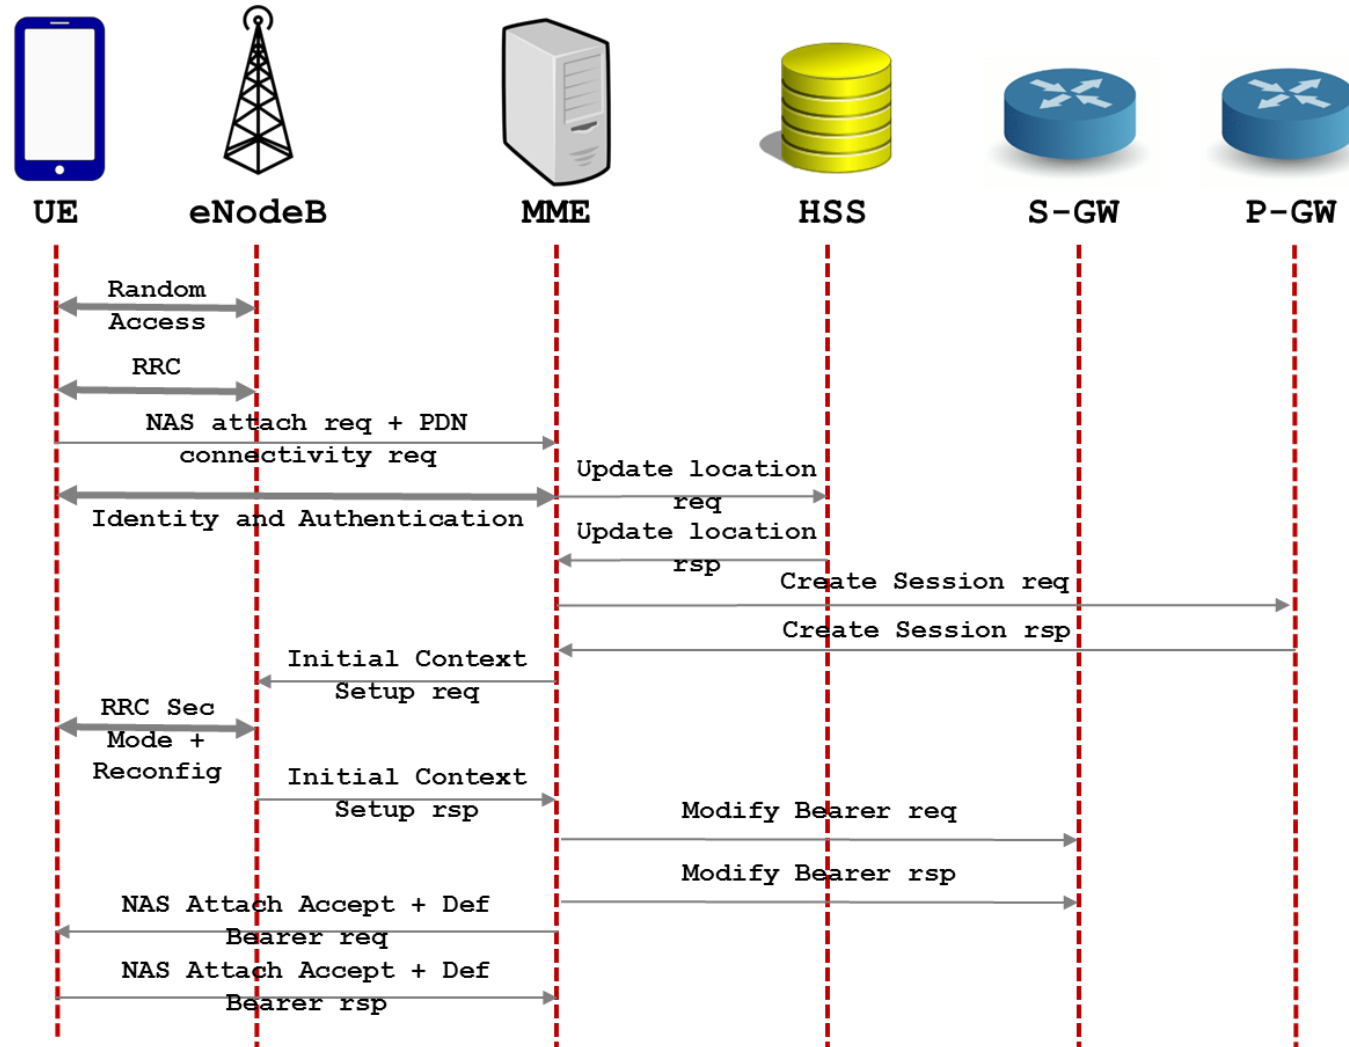 UE
eNodeB
MME
HSS
S-GW
P-GW
Random
Access
RRC
NAS attach req + PDN
connectivity req
Update location
req
Identity and Authentication
Update location
rsp
Create Session req
Create Session rsp
Initial Context
Setup req
RRC Sec
Mode +
Reconfig
Initial Context
Setup rsp
Modify Bearer req
Modify Bearer rsp
NAS Attach Accept + Def
Bearer req
NAS Attach Accept + Def
Bearer rsp